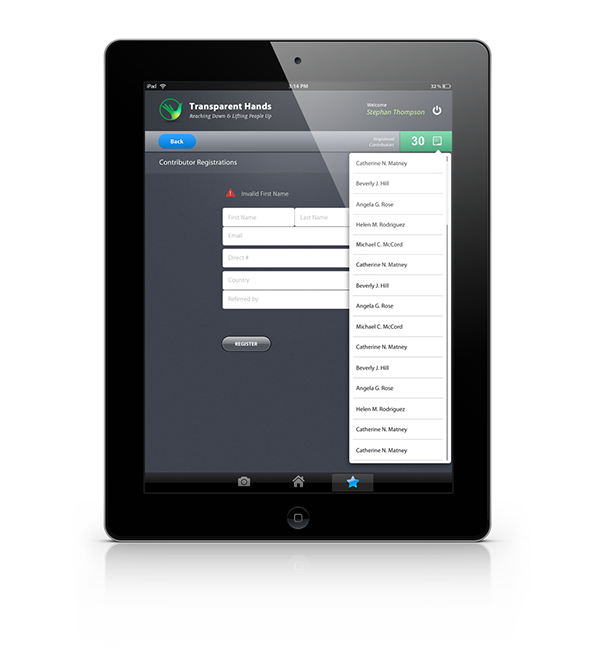 iPad
3:14 PM
32 %
Transparent Hands
Reaching Down & Lifting People Up
Welcome
Stephan Thompson
Back
Registered
Contributors
30
Contributor Registrations
Invalid First Name
First Name
Last Name
Email
Direct #
Country
Referred by
REGISTER
Catherine N. Matney
Beverly J. Hill
Angela G. Rose
Helen M. Rodriguez
Michael C. McCord
Catherine N. Matney
Beverly J. Hill
Angela G. Rose
Michael C. McCord
Catherine N. Matney
Beverly J. Hill
Angela G. Rose
Helen M. Rodriguez
Catherine N. Matney
Catherine N. Matney